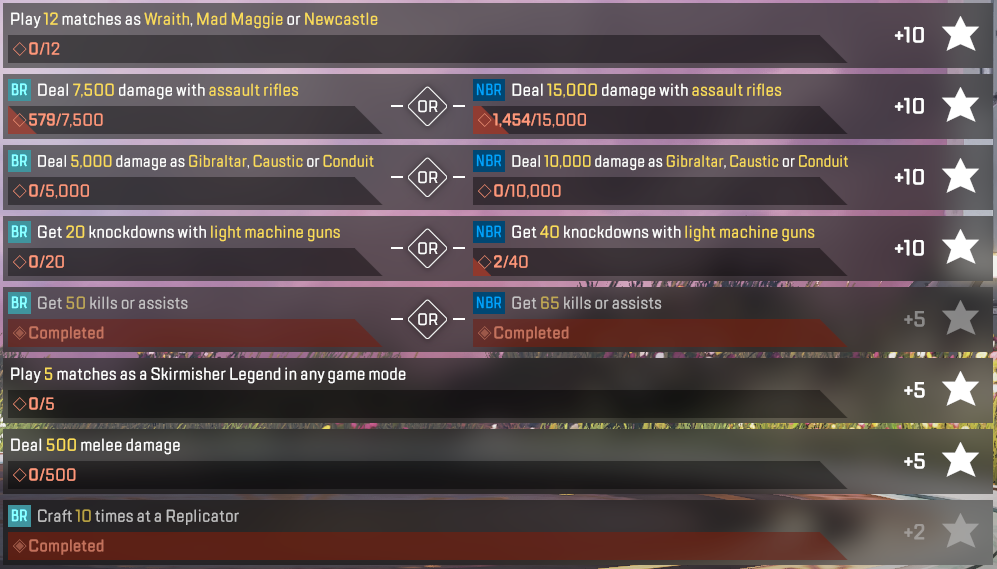 Play 12 matches as Wraith, Mad Maggie or Newcastle
0/12
+10
BR Deal 7,500 damage with assault rifles
579/7,500
OR
NBR Deal 15,000 damage with assault rifles
1,454/15,000
+10
BR Deal 5,000 damage as Gibraltar, Caustic or Conduit
0/5,000
OR
NBR Deal 10,000 damage as Gibraltar, Caustic or Conduit
0/10,000
+10
BR Get 20 knockdowns with light machine guns
0/20
OR
NBR Get 40 knockdowns with light machine guns
2/40
+10
BR Get 50 kills or assists
Completed
OR
NBR Get 65 kills or assists
Completed
+5
Play 5 matches as a Skirmisher Legend in any game mode
0/5
+5
Deal 500 melee damage
0/500
+5
BR Craft 10 times at a Replicator
Completed
+2